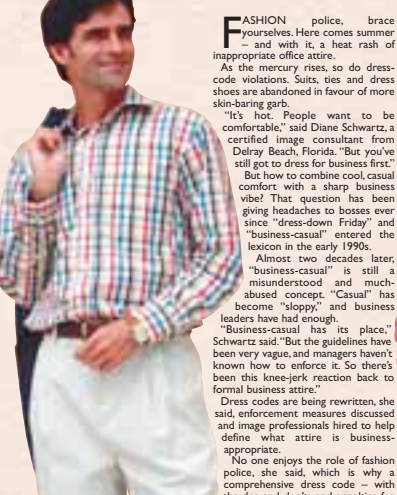 FASHION police, brace
yourselves. Here comes summer
– and with it, a heat rash of
inappropriate office attire.
As the mercury rises, so do dress-
code violations. Suits, ties and dress
shoes are abandoned in favour of more
skin-baring garb.
“It’s hot. People want to be
comfortable,” said Diane Schwartz, a
certified image consultant from
Delray Beach, Florida. “But you’ve
still got to dress for business first.”
But how to combine cool, casual
comfort with a sharp business
vibe? That question has been
giving headaches to bosses ever
since “dress-down Friday” and
“business-casual” entered the
lexicon in the early 1990s.
Almost two decades later,
“business-casual” is still a
misunderstood and much-
abused concept. “Casual” has
become “sloppy,” and business
leaders have had enough.
“Business-casual has its place,”
Schwartz said. “But the guidelines have
been very vague, and managers haven’t
known how to enforce it. So there’s
been this knee-jerk reaction back to
formal business attire.”
Dress codes are being rewritten, she
said, enforcement measures discussed
and image professionals hired to help
define what attire is business-
appropriate.
No one enjoys the role of fashion
police, she said, which is why a
comprehensive dress code – with